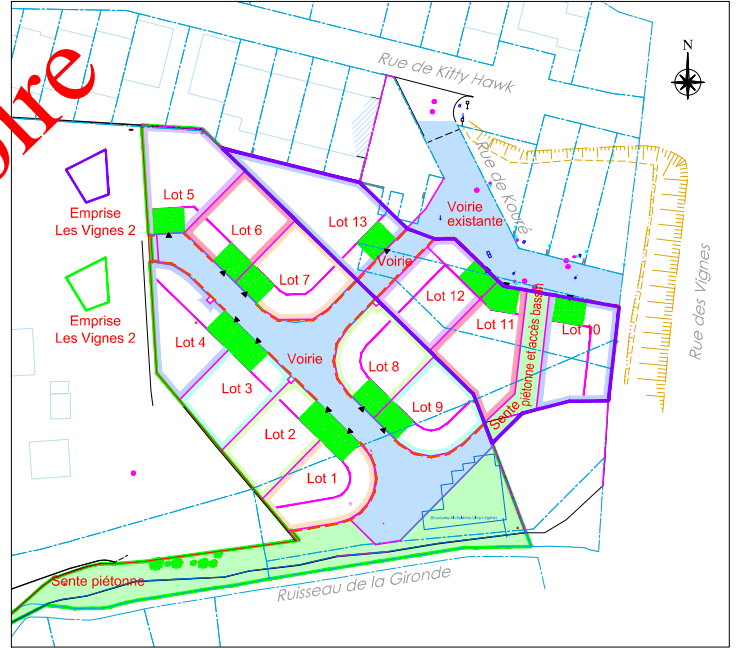 oire
Rue de Kitty Hawk
N
Rue de Kouré
Lot 5
Emprise
Les Vignes 2
Lot 6
Lot 13
Voirie
existante
Voirie
Lot 7
Rue des Vignes
Emprise
Les Vignes 2
Lot 12
Lot 11
Lot 10
Sente piétonne et accès bassin
Lot 4
Voirie
Lot 8
Lot 3
Lot 9
Lot 2
Lot 1
Sente piétonne
Ruisseau de la Gironde